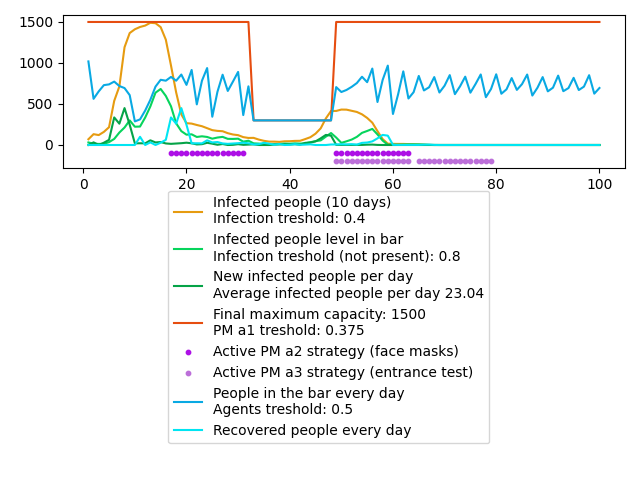 1500
1000
500
0
0
20
40
60
80
100
Infected people (10 days)
Infection treshold: 0.4
Infected people level in bar
Infection treshold (not present): 0.8
New infected people per day
Average infected people per day 23.04
Final maximum capacity: 1500
PM a1 treshold: 0.375
Active PM a2 strategy (face masks)
Active PM a3 strategy (entrance test)
People in the bar every day
Agents treshold: 0.5
Recovered people every day